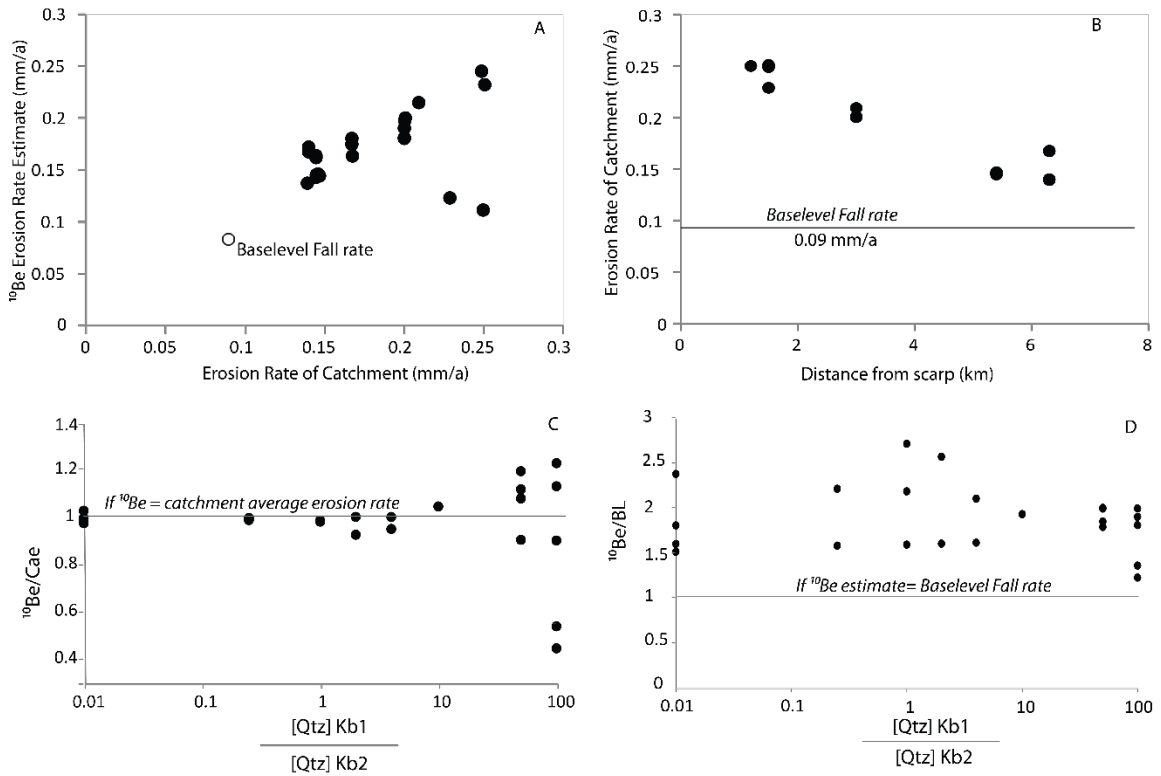 A
¹⁰Be Erosion Rate Estimate (mm/a)
0.3
0.25
0.2
0.15
0.1
0.05
0
Baselevel Fall rate
0 0.05 0.1 0.15 0.2 0.25 0.3
Erosion Rate of Catchment (mm/a)
B
Erosion Rate of Catchment (mm/a)
0.3
0.25
0.2
0.15
0.1
0.05
0
Baselevel Fall rate
0.09 mm/a
0 2 4 6 8
Distance from scarp (km)
C
¹⁰Be/Cae
1.4
1.2
1
0.8
0.6
0.4
If ¹⁰Be = catchment average erosion rate
0.01 0.1 1 10 100
[Qtz] Kb1
[Qtz] Kb2
D
¹⁰Be/BL
3
2.5
2
1.5
1
0.5
0
If ¹⁰Be estimate= Baselevel Fall rate
0.01 0.1 1 10 100
[Qtz] Kb1
[Qtz] Kb2